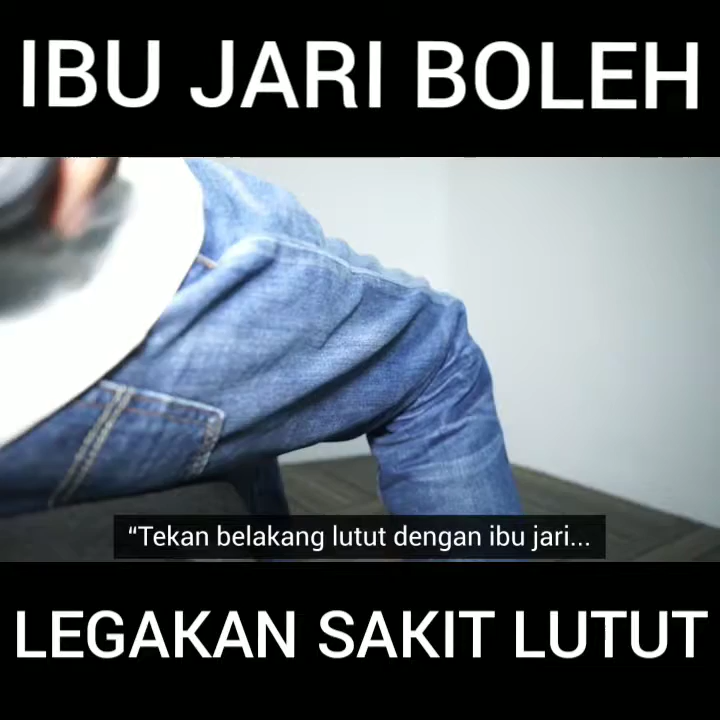 IBU JARI BOLEH
“Tekan belakang lutut dengan ibu jari...
LEGAKAN SAKIT LUTUT